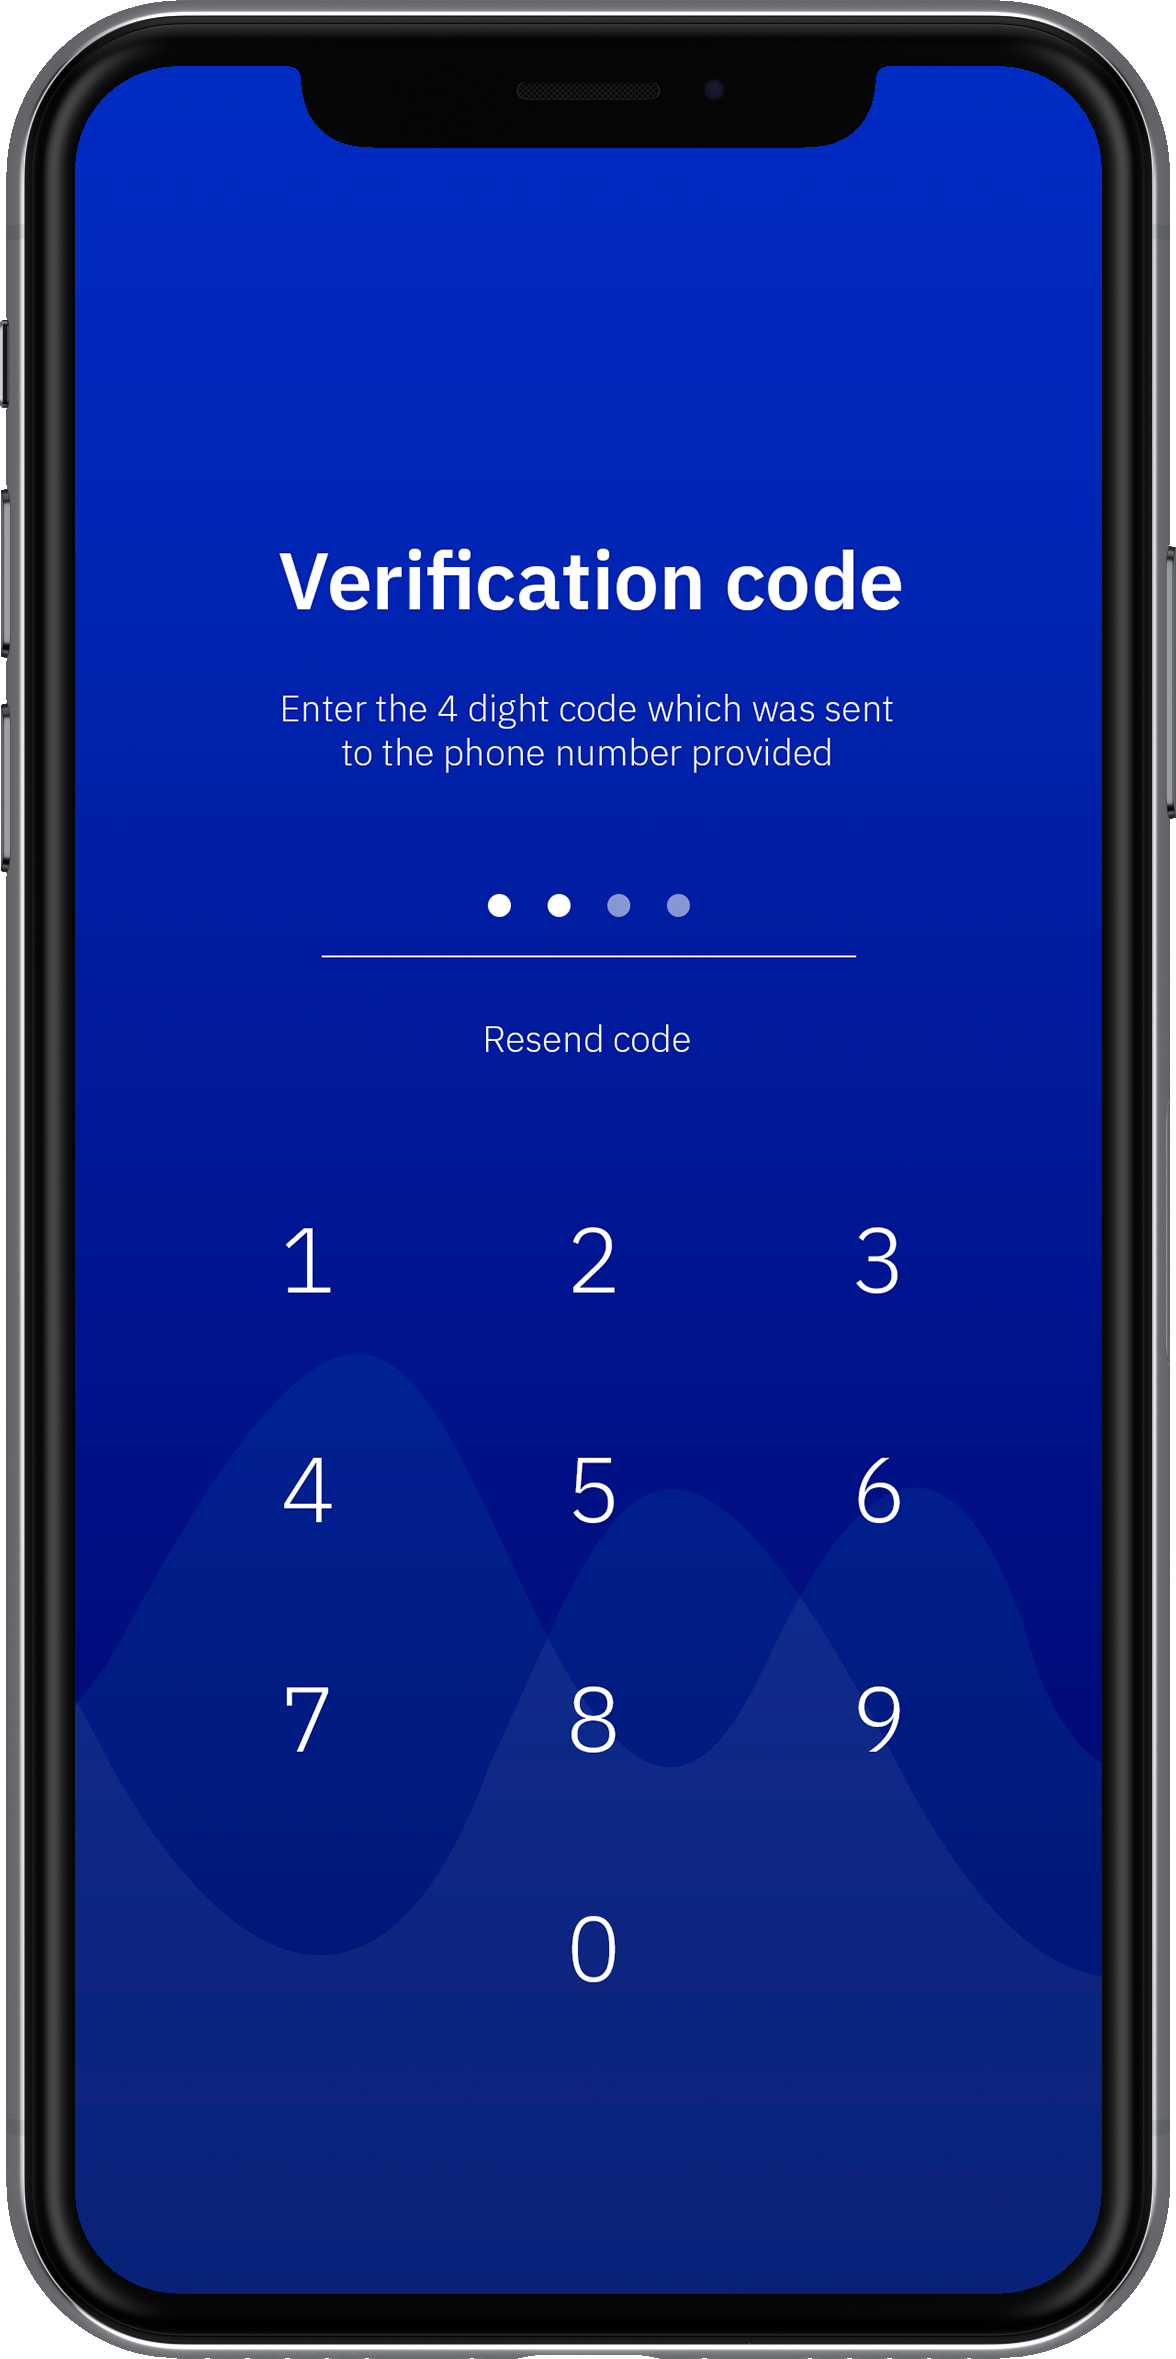 Verification code
Enter the 4 dight code which was sent
to the phone number provided
Resend code
1 2 3
4 5 6
7 8 9
0